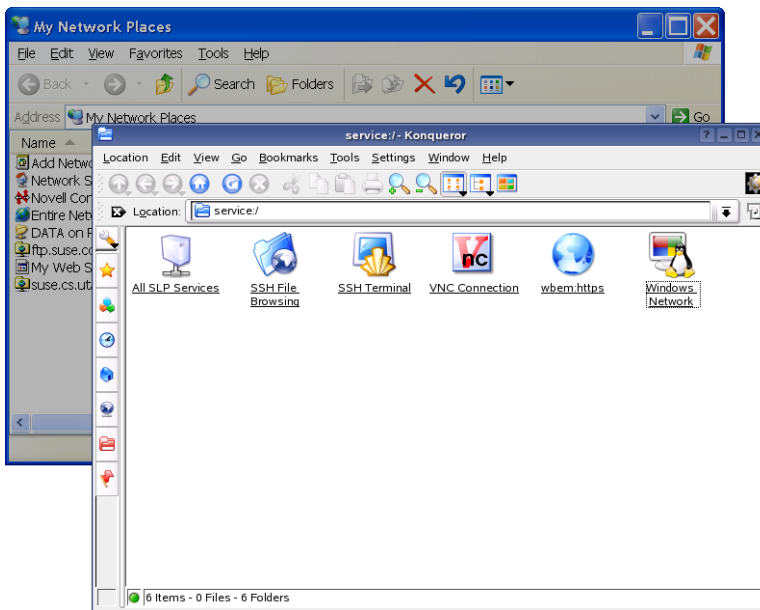 My Network Places
File Edit View Favorites Tools Help
Back Search Folders
Address My Network Places Go
Name
Add Netwo
Network S
Novell Con
Entire Net
DATA on
ftp.suse.co
My Web S
suse.cs.ut
service:/ - Konqueror
Location Edit View Go Bookmarks Tools Settings Window Help
Location: service:/
All SLP Services
SSH File Browsing
SSH Terminal
VNC Connection
wbem:https
Windows Network
6 Items - 0 Files - 6 Folders